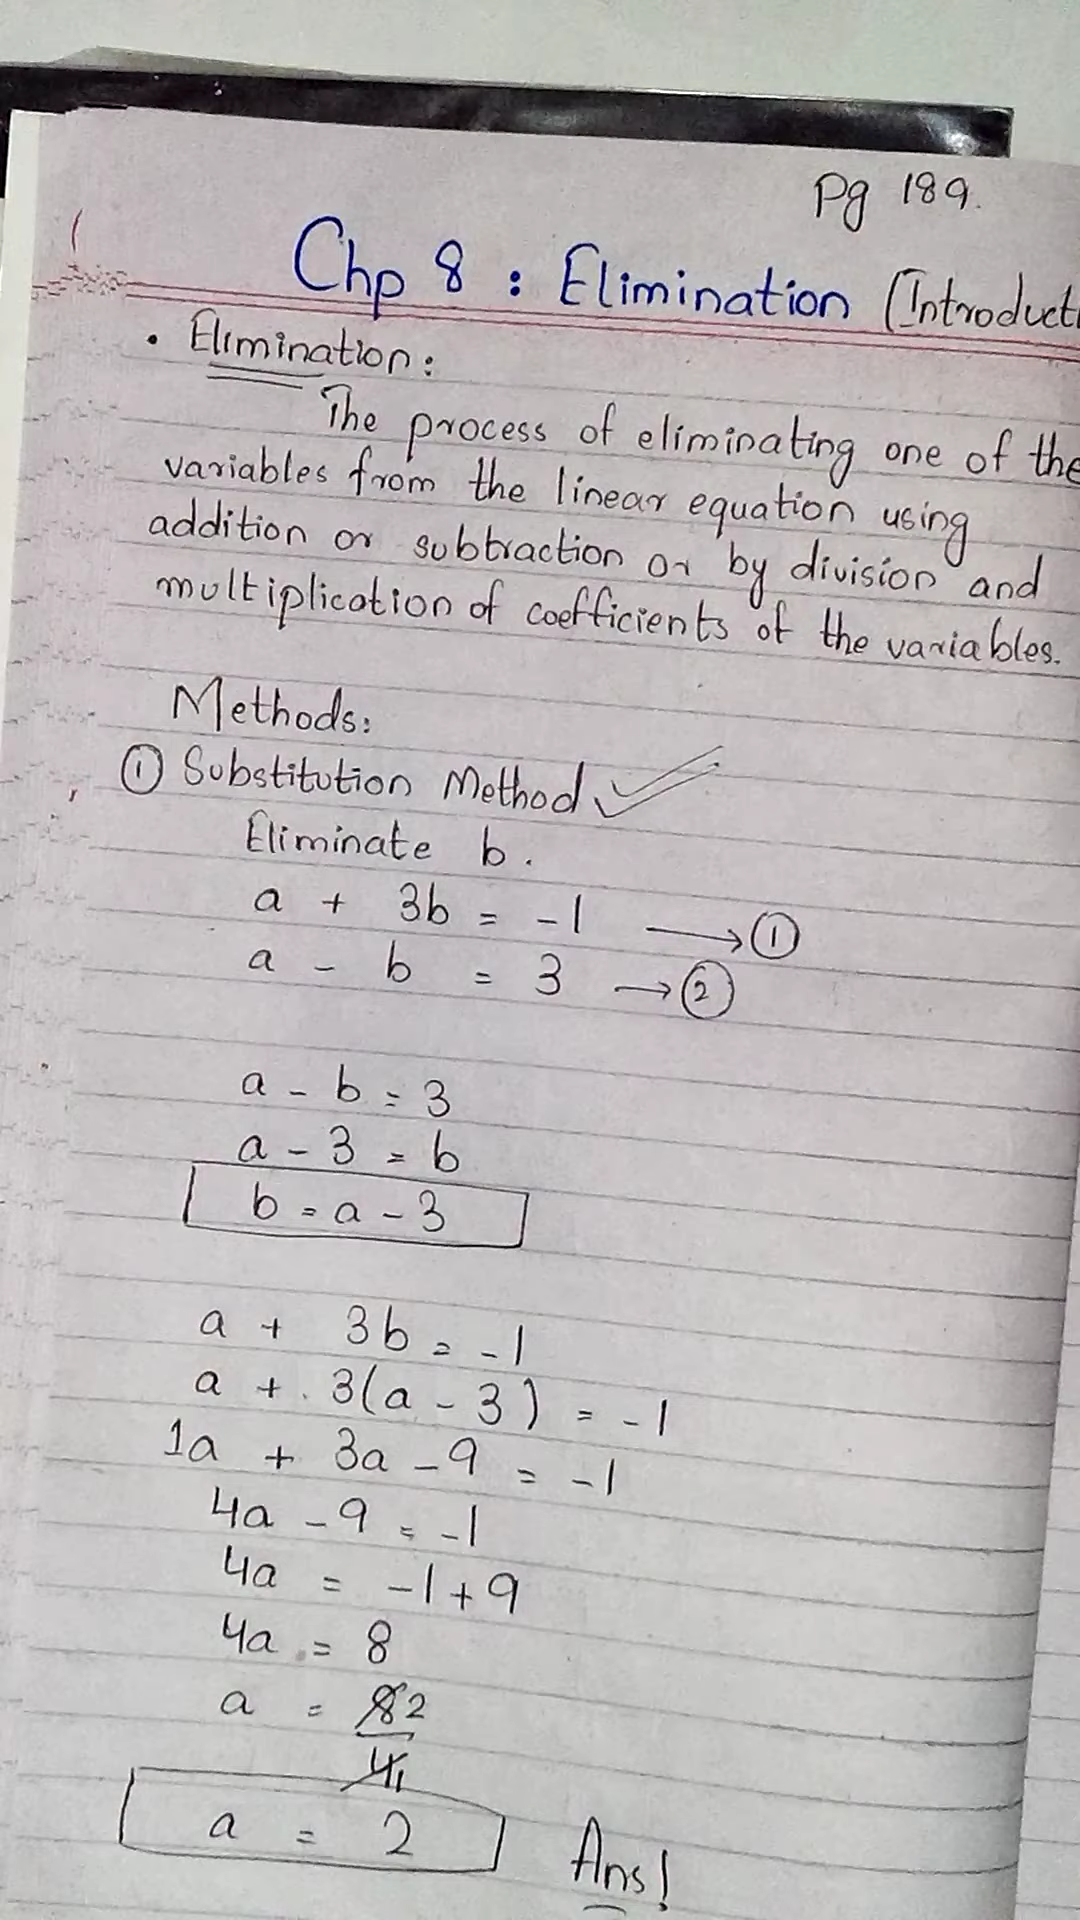 Pg 189.
Chp 8 : Elimination (Introducti
• Elimination:
The process of eliminating one of the
variables from the linear equation using
addition or subtraction or by division and
multiplication of coefficients of the variables.
Methods:
① Substitution Method ✓
Eliminate b.
a + 3b = -1 → ①
a - b = 3 → ②
a - b = 3
a - 3 = b
b = a - 3
a + 3b = -1
a + 3(a - 3) = -1
1a + 3a - 9 = -1
4a - 9 = -1
4a = -1 + 9
4a = 8
a = 8 2
4 1
a = 2 Ans!